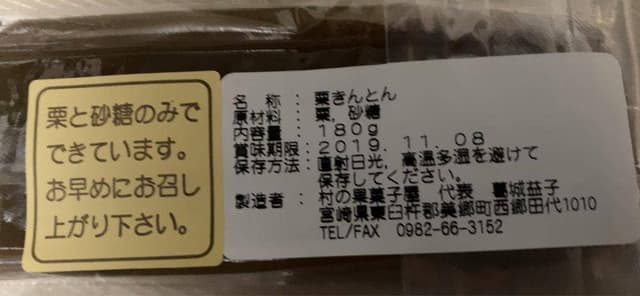 栗と砂糖のみで
できています。
お早めにお召し
上がり下さい。
名 称 : 栗きんとん
原材料 : 栗, 砂糖
内容量 : 180g
賞味期限 : 2019. 11. 08
保存方法 : 直射日光, 高温多湿を避けて
保存してください。
製造者 : 村の栗菓子屋 代表 葛城益子
宮崎県東臼杵郡美郷町西郷田代1010
TEL/FAX 0982-66-3152